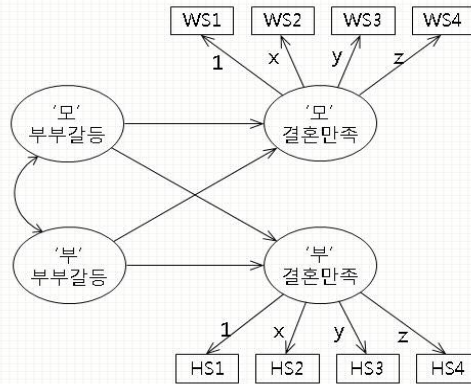 WS1 WS2 WS3 WS4
1 x y z
'모' '모'
부부갈등 결혼만족
'부' '부'
부부갈등 결혼만족
1 x y z
HS1 HS2 HS3 HS4